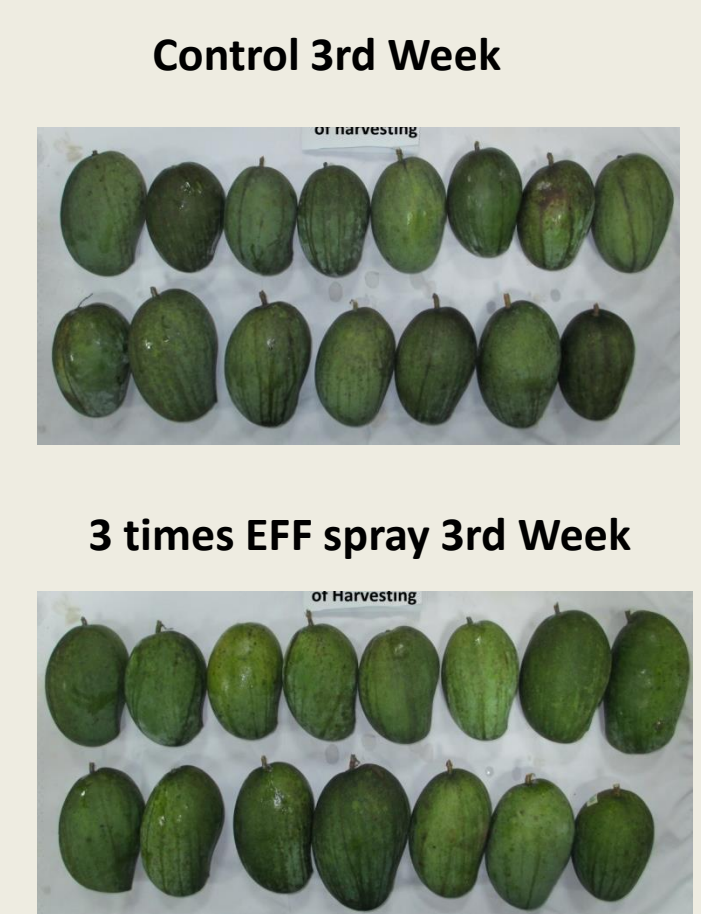 Control 3rd Week
of harvesting
3 times EFF spray 3rd Week
of Harvesting